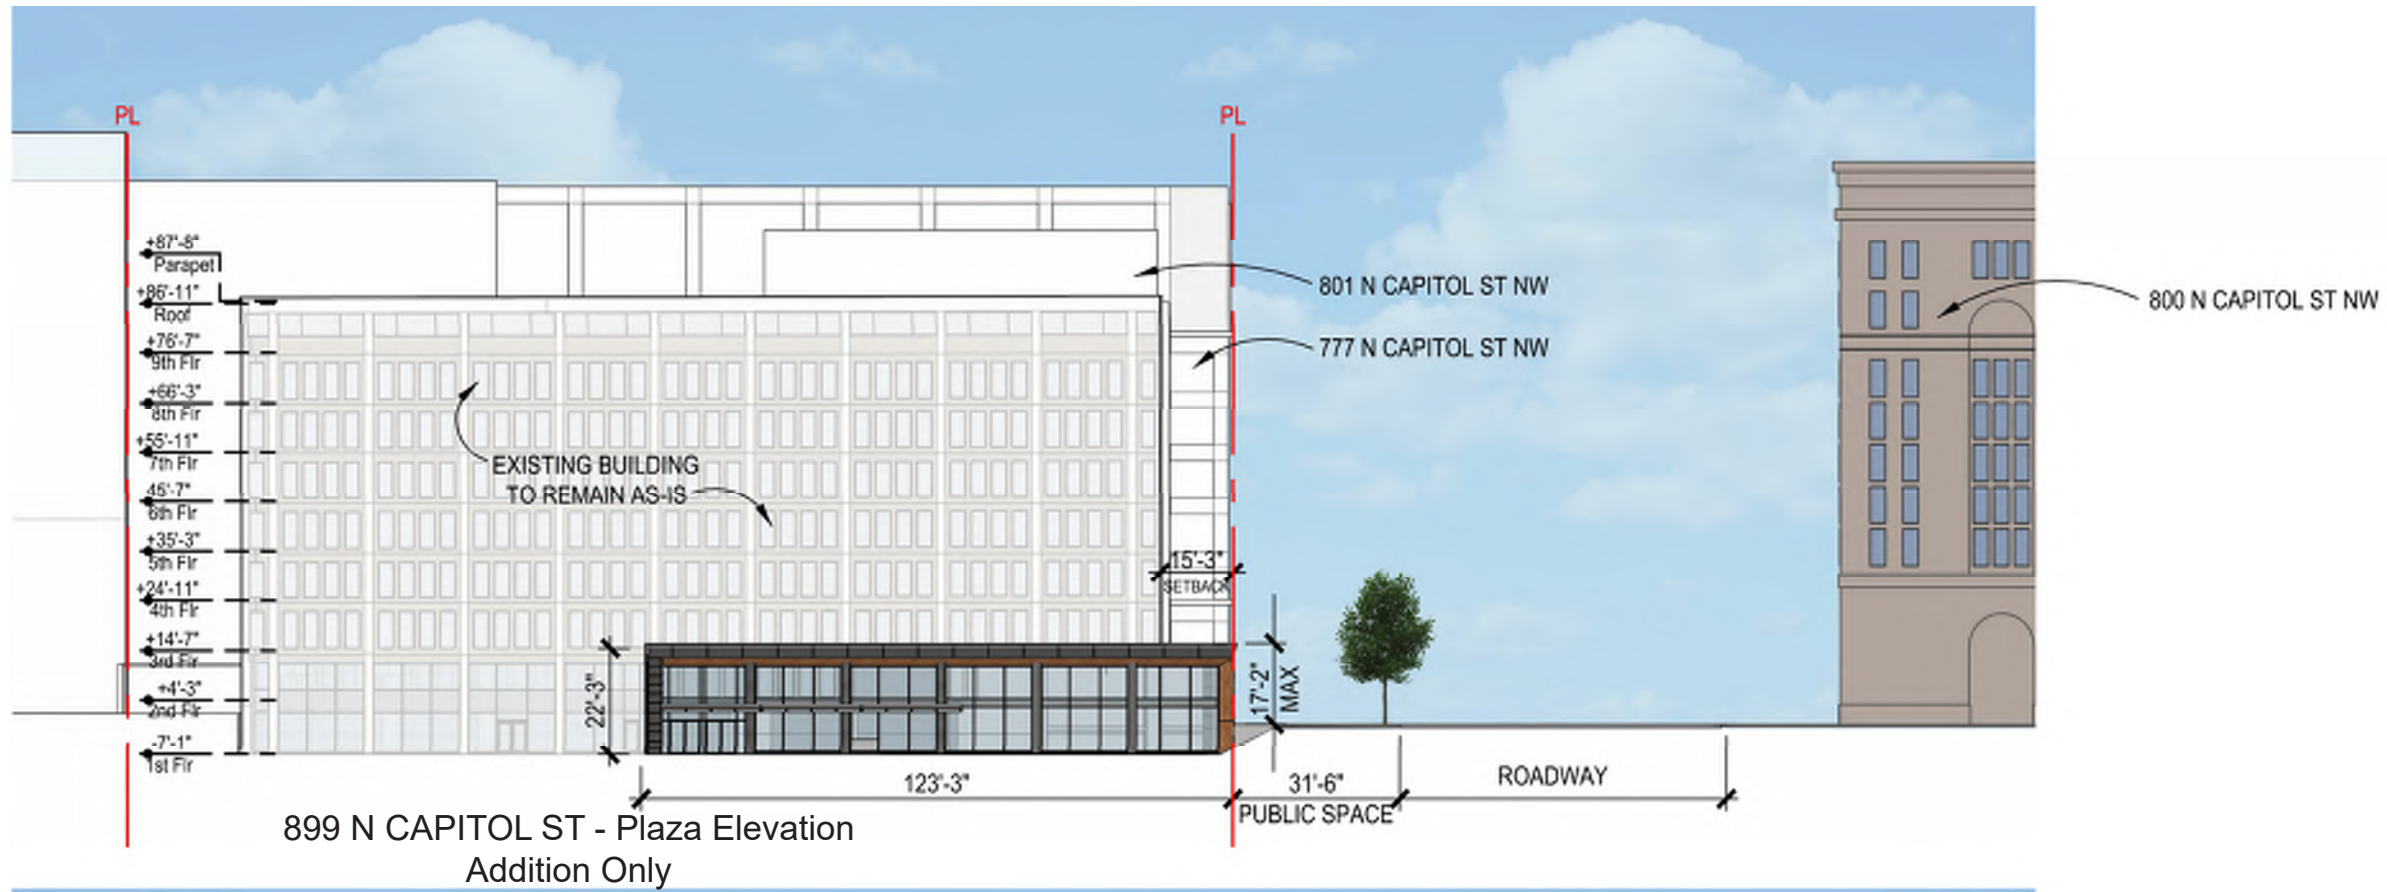 PL
PL
+87'-8"
Parapet
+86'-11"
Roof
801 N CAPITOL ST NW
800 N CAPITOL ST NW
+76'-7"
9th Flr
777 N CAPITOL ST NW
+66'-3"
8th Flr
+55'-11"
7th Flr
EXISTING BUILDING
TO REMAIN AS-IS
45'-7"
6th Flr
+35'-3"
5th Flr
15'-3"
SETBACK
+24'-11"
4th Flr
+14'-7"
3rd Flr
22'-3"
17'-2"
MAX
+4'-3"
2nd Flr
-7'-1"
1st Flr
123'-3"
31'-6"
PUBLIC SPACE
ROADWAY
899 N CAPITOL ST - Plaza Elevation
Addition Only